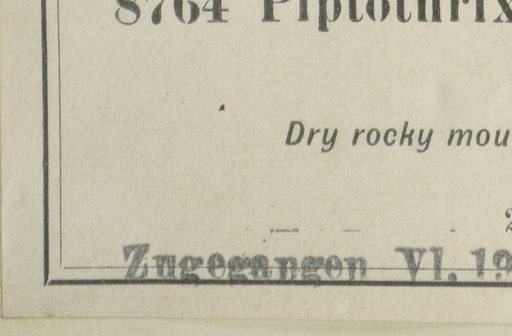 8764 Piptothrix
Dry rocky mou
Zugegangen VI. 19